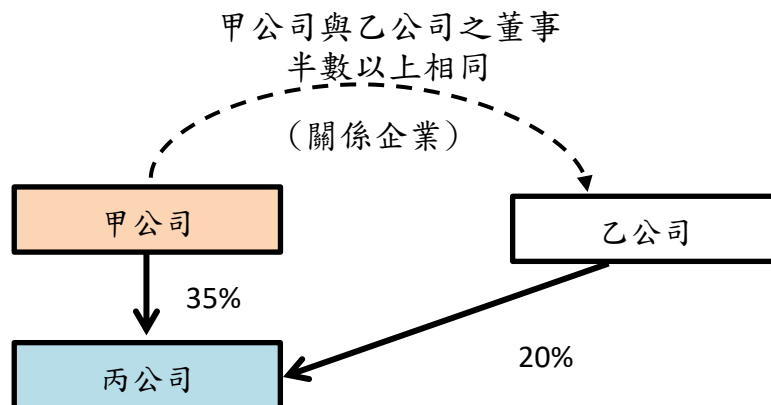 甲公司與乙公司之董事
半數以上相同
（關係企業）
甲公司
乙公司
35%
20%
丙公司